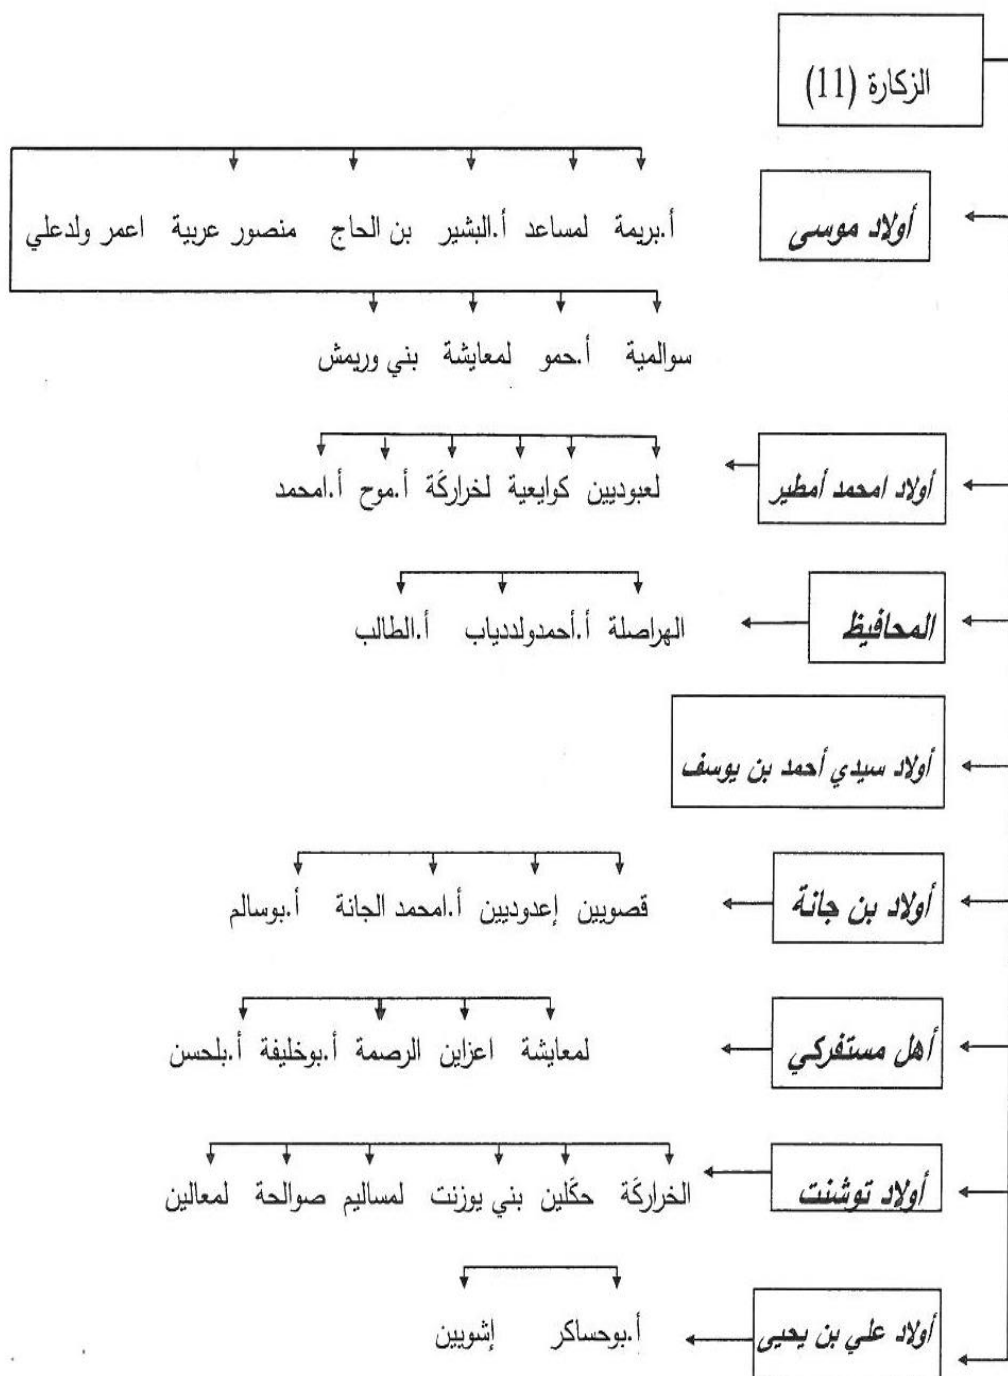 الزكارة (11)
أولاد موسى
أ.بريمة لمساعد أ.البشير بن الحاج منصور عربية اعمر ولدعلي
سوالمية أ.حمو لمعايشة بني وريمش
أولاد امحمد أمطير
لعبوديين كوايعية لخراركَة أ.موح أ.امحمد
المحافيظ
الهراصلة أ.أحمدولددياب أ.الطالب
أولاد سيدي أحمد بن يوسف
أولاد بن جانة
قصويين إعدوديين أ.امحمد الجانة أ.بوسالم
أهل مستفركي
لمعايشة اعزاين الرصمة أ.بوخليفة أ.بلحسن
أولاد توشنت
الخراركَة حكَلين بني يوزنت لمساليم صوالحة لمعالين
أولاد علي بن يحيى
أ.بوحساكر إشويين